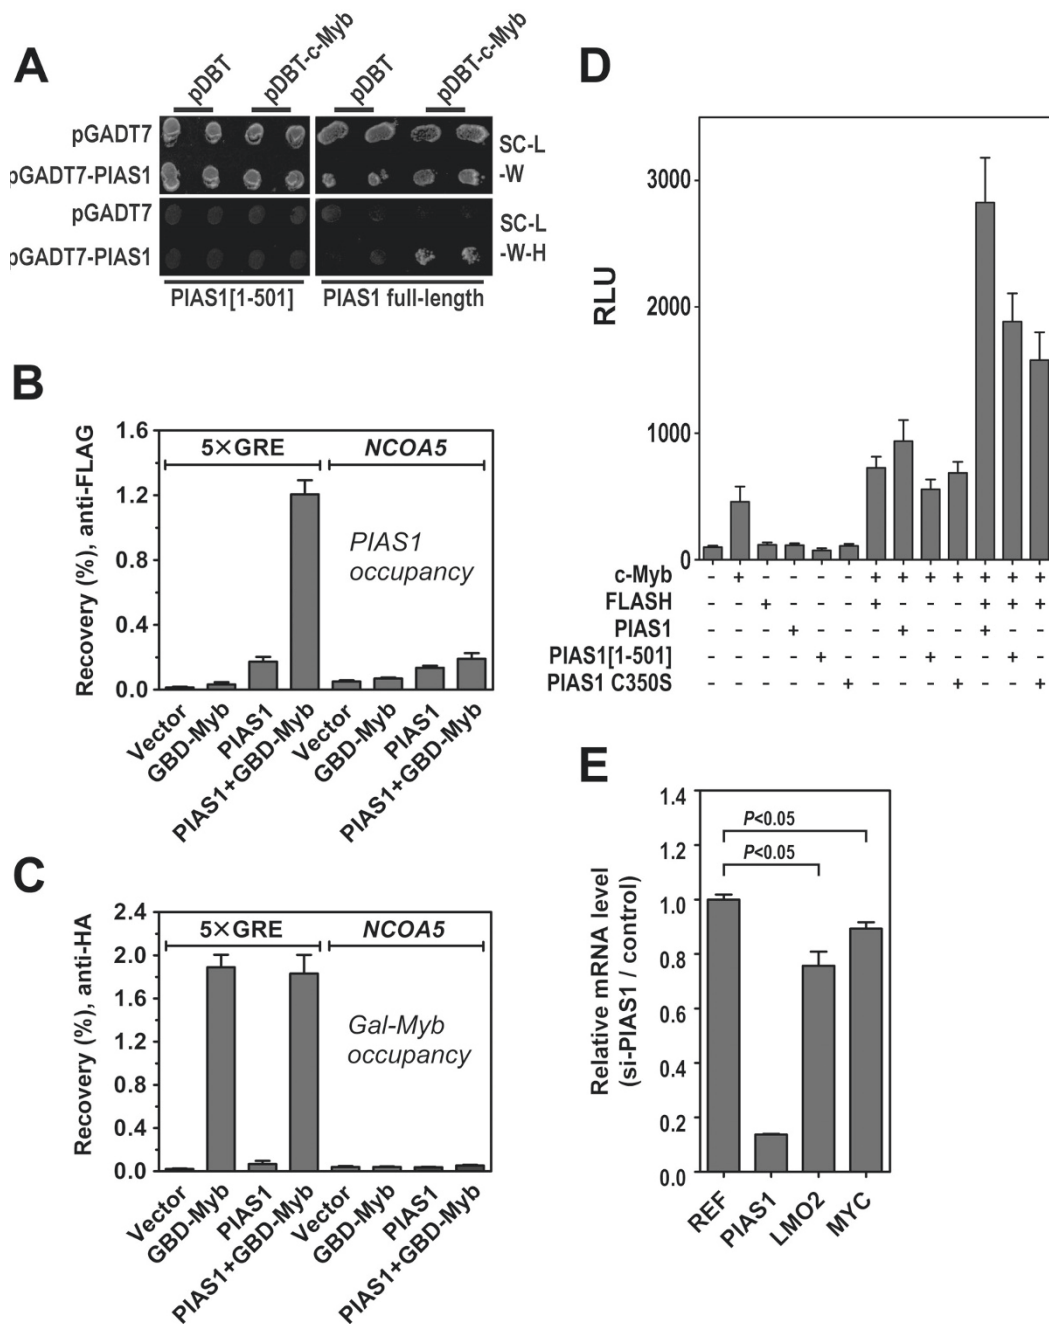 A
pDBT
pDBT-c-Myb
pDBT
pDBT-c-Myb
pGADT7
pGADT7-PIAS1
SC-L
-W
pGADT7
pGADT7-PIAS1
SC-L
-W-H
PIAS1[1-501]
PIAS1 full-length
B
Recovery (%), anti-FLAG
1.6
1.2
0.8
0.4
0.0
5×GRE
NCOA5
PIAS1
occupancy
Vector
GBD-Myb
PIAS1
PIAS1+GBD-Myb
Vector
GBD-Myb
PIAS1
PIAS1+GBD-Myb
C
Recovery (%), anti-HA
2.4
2.0
1.6
1.2
0.8
0.4
0.0
5×GRE
NCOA5
Gal-Myb
occupancy
Vector
GBD-Myb
PIAS1
PIAS1+GBD-Myb
Vector
GBD-Myb
PIAS1
PIAS1+GBD-Myb
D
RLU
3000
2000
1000
0
c-Myb - + - - - - + + + + + + +
FLASH - - + - - - + - - - + + +
PIAS1 - - - + - - - + - - + - -
PIAS1[1-501] - - - - + - - - + - - + -
PIAS1 C350S - - - - - + - - - + - - +
E
Relative mRNA level
(si-PIAS1 / control)
1.4
1.2
1.0
0.8
0.6
0.4
0.2
0.0
P<0.05
P<0.05
REF
PIAS1
LMO2
MYC